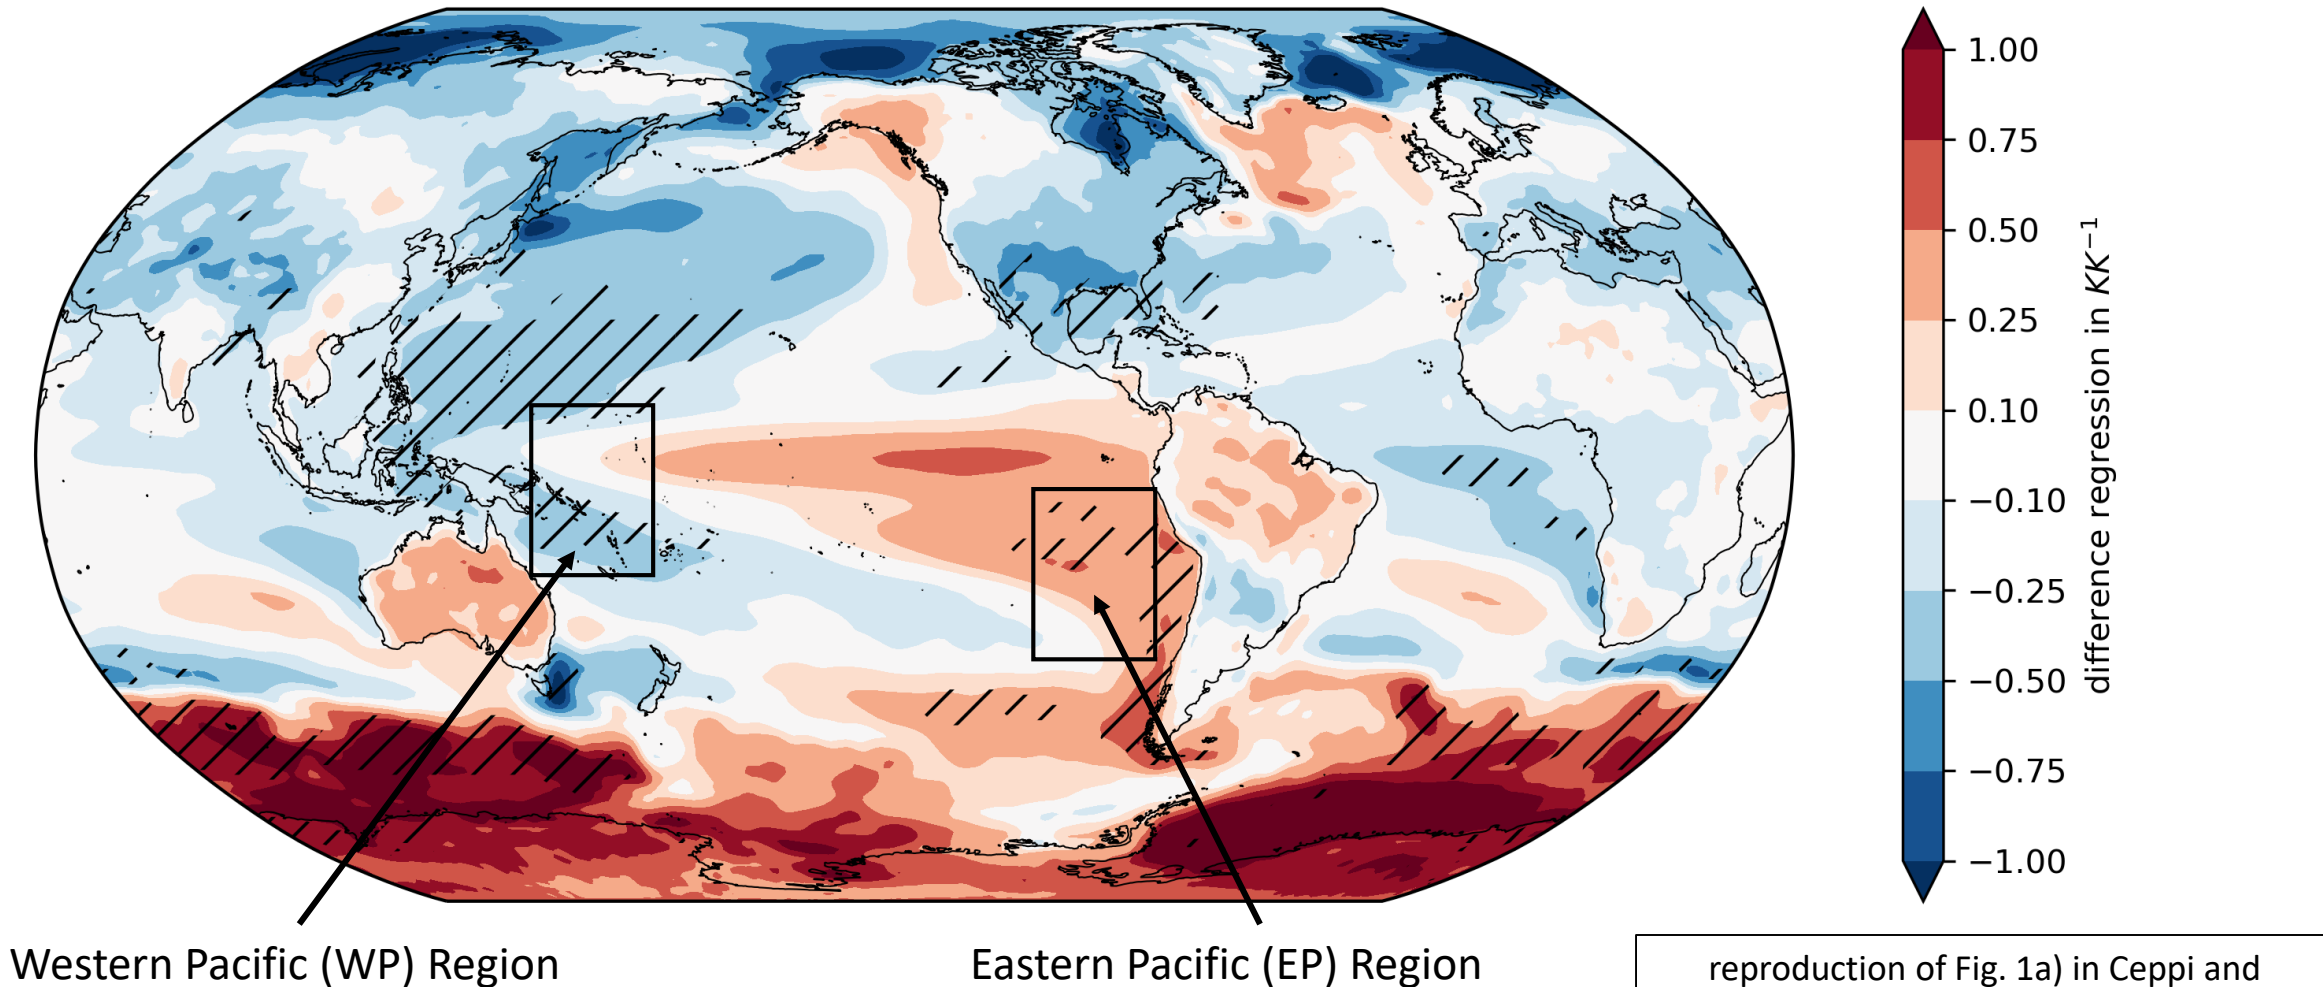 1.00
0.75
0.50
0.25
0.10
−0.10
−0.25
−0.50
−0.75
−1.00
difference regression in KK−1
Western Pacific (WP) Region
Eastern Pacific (EP) Region
reproduction of Fig. 1a) in Ceppi and